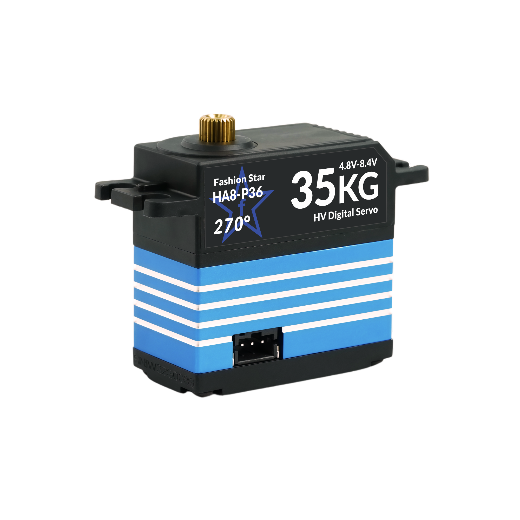 4.8V-8.4V
Fashion Star
35KG
HA8-P36
HV Digital Servo
270°